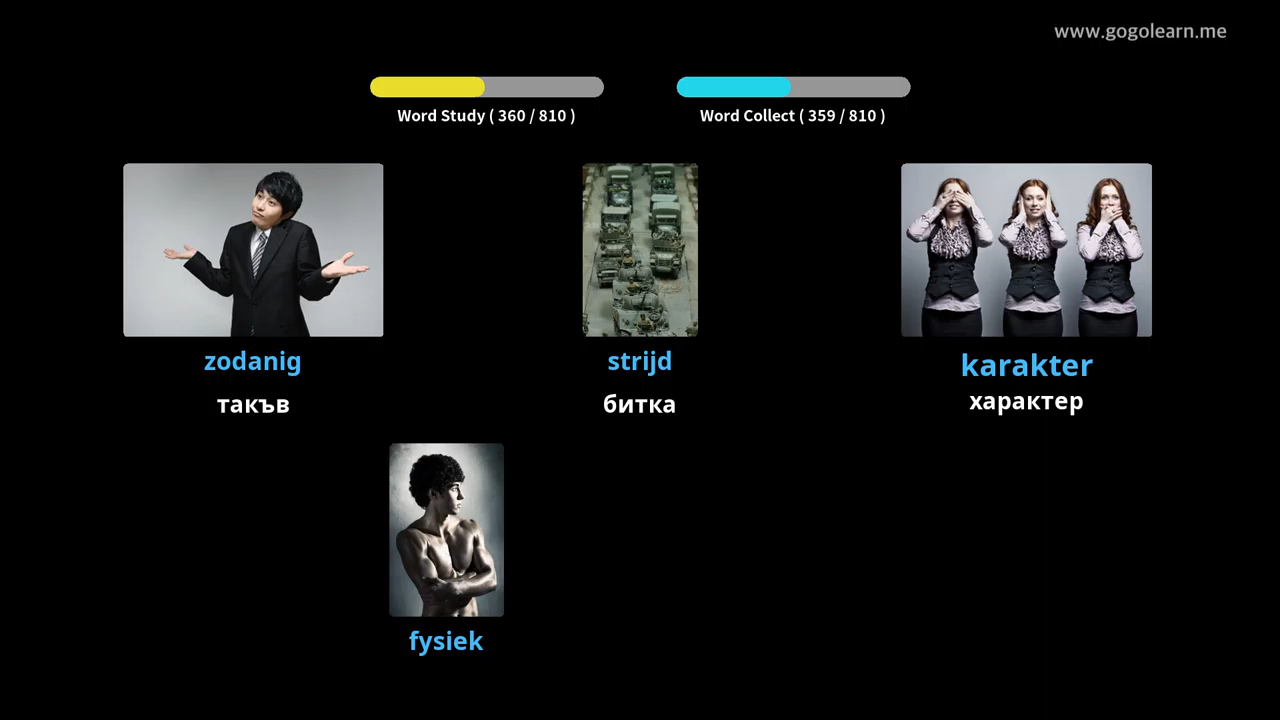 www.gogolearn.me
Word Study ( 360 / 810 )
Word Collect ( 359 / 810 )
zodanig
такъв
strijd
битка
karakter
характер
fysiek